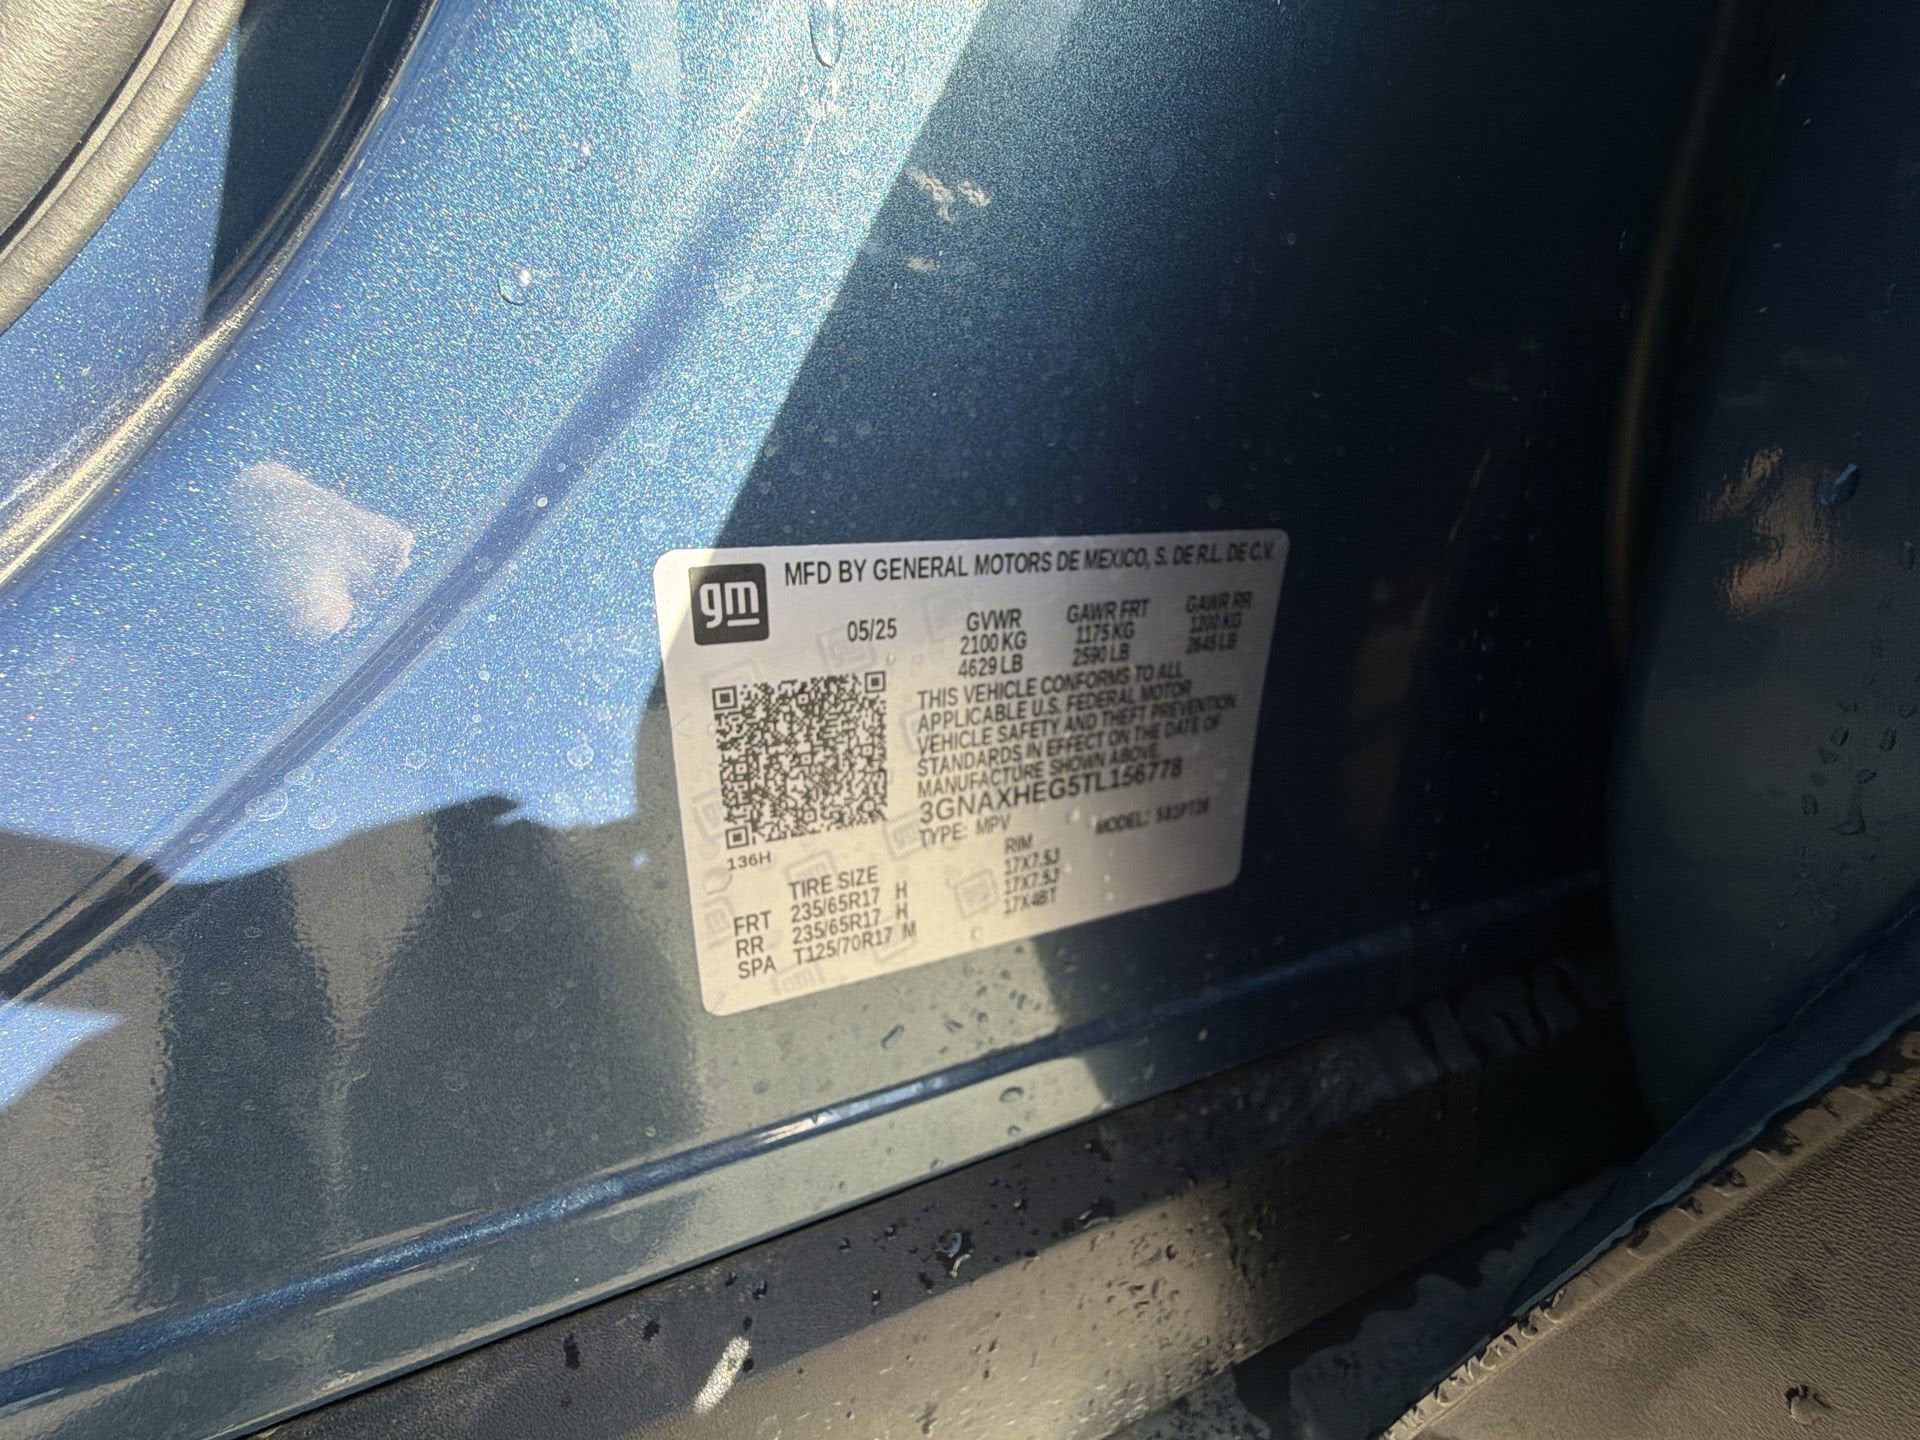 gm
MFD BY GENERAL MOTORS DE MEXICO, S. DE R.L. DE C.V.
05/25
GVWR GAWR FRT GAWR RR
2100 KG 1175 KG 1200 KG
4629 LB 2590 LB 2645 LB
THIS VEHICLE CONFORMS TO ALL
APPLICABLE U.S. FEDERAL MOTOR
VEHICLE SAFETY AND THEFT PREVENTION
STANDARDS IN EFFECT ON THE DATE OF
MANUFACTURE SHOWN ABOVE.
3GNAXHEG5TL156778
TYPE: MPV MODEL:
136H
TIRE SIZE RIM
FRT 235/65R17 H 17X7.5J
RR 235/65R17 H 17X7.5J
SPA T125/70R17 M 17X4BT